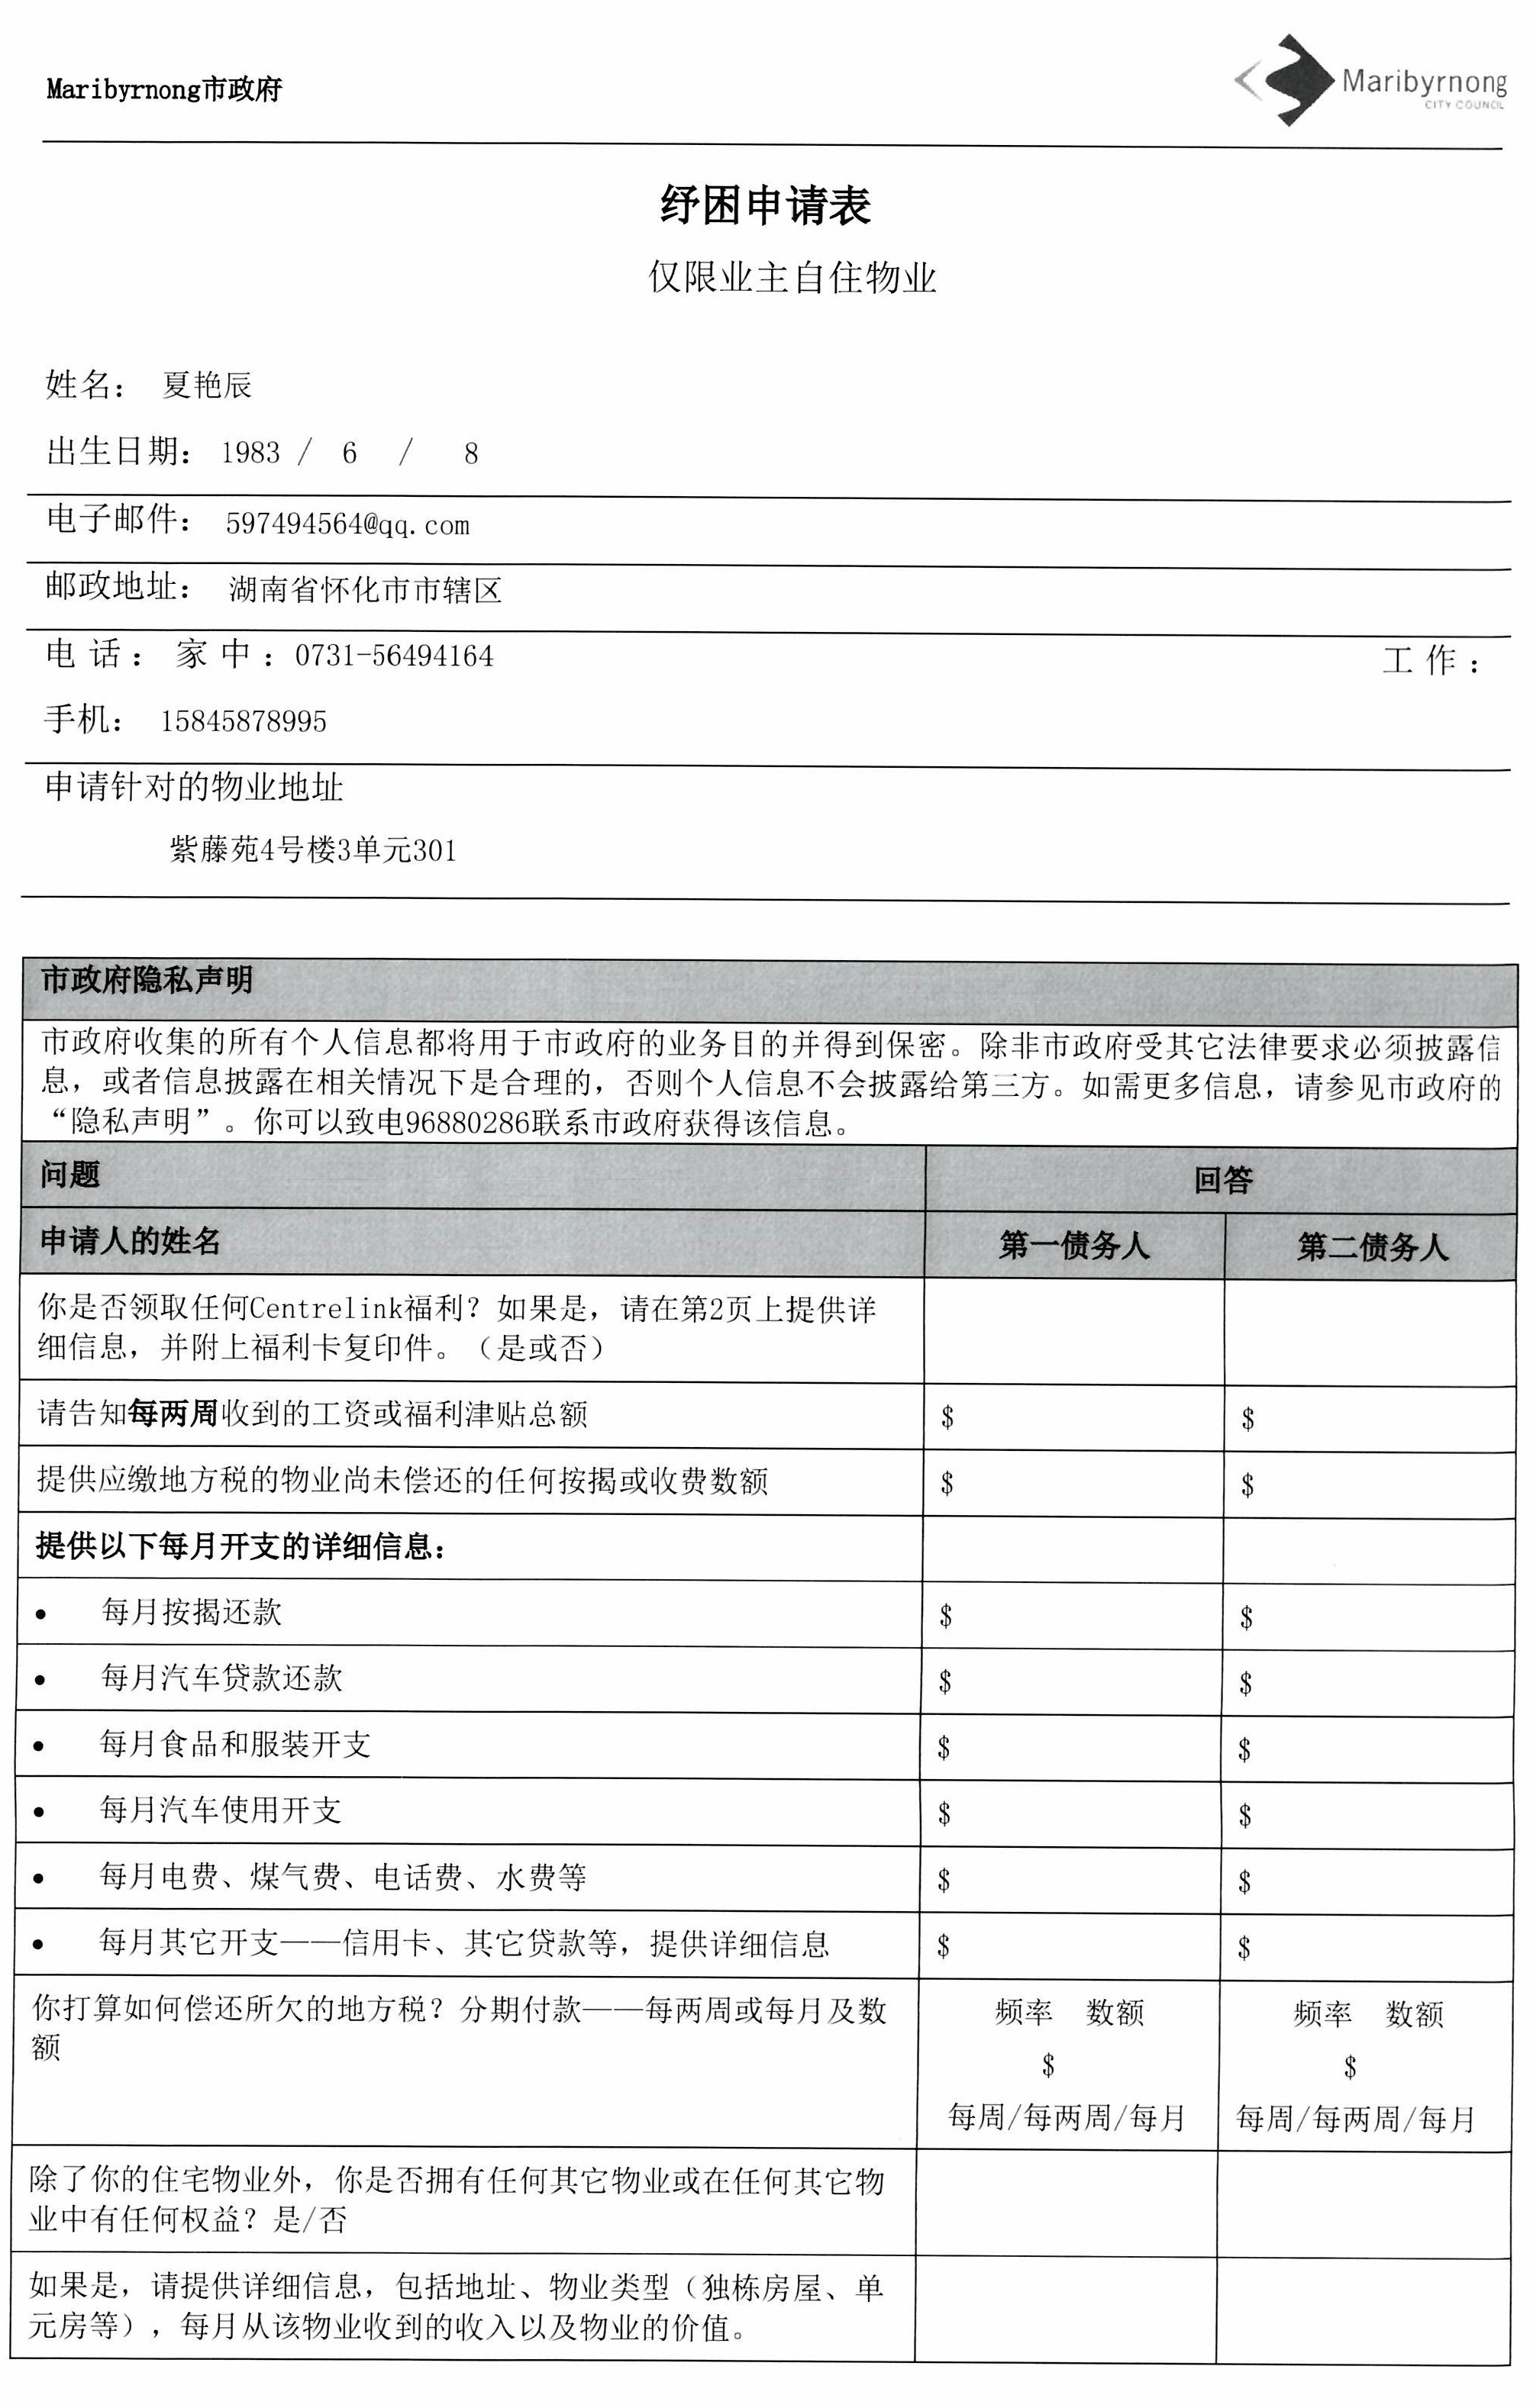 Maribyrnong市政府
Maribyrnong
CITY COUNCIL
纾困申请表
仅限业主自住物业
姓名： 夏艳辰
出生日期： 1983 / 6 / 8
电子邮件： 597494564@qq.com
邮政地址： 湖南省怀化市市辖区
电话：家中：0731-56494164 工作：
手机： 15845878995
申请针对的物业地址
紫藤苑4号楼3单元301
市政府隐私声明
市政府收集的所有个人信息都将用于市政府的业务目的并得到保密。除非市政府受其它法律要求必须披露信
息，或者信息披露在相关情况下是合理的，否则个人信息不会披露给第三方。如需更多信息，请参见市政府的
“隐私声明”。你可以致电96880286联系市政府获得该信息。
问题 回答
申请人的姓名 第一债务人 第二债务人
你是否领取任何Centrelink福利？如果是，请在第2页上提供详
细信息，并附上福利卡复印件。（是或否）
请告知每两周收到的工资或福利津贴总额 $ $
提供应缴地方税的物业尚未偿还的任何按揭或收费数额 $ $
提供以下每月开支的详细信息：
• 每月按揭还款 $ $
• 每月汽车贷款还款 $ $
• 每月食品和服装开支 $ $
• 每月汽车使用开支 $ $
• 每月电费、煤气费、电话费、水费等 $ $
• 每月其它开支——信用卡、其它贷款等，提供详细信息 $ $
你打算如何偿还所欠的地方税？分期付款——每两周或每月及数
额
频率 数额 频率 数额
$ $
每周/每两周/每月 每周/每两周/每月
除了你的住宅物业外，你是否拥有任何其它物业或在任何其它物
业中有任何权益？是/否
如果是，请提供详细信息，包括地址、物业类型（独栋房屋、单
元房等），每月从该物业收到的收入以及物业的价值。